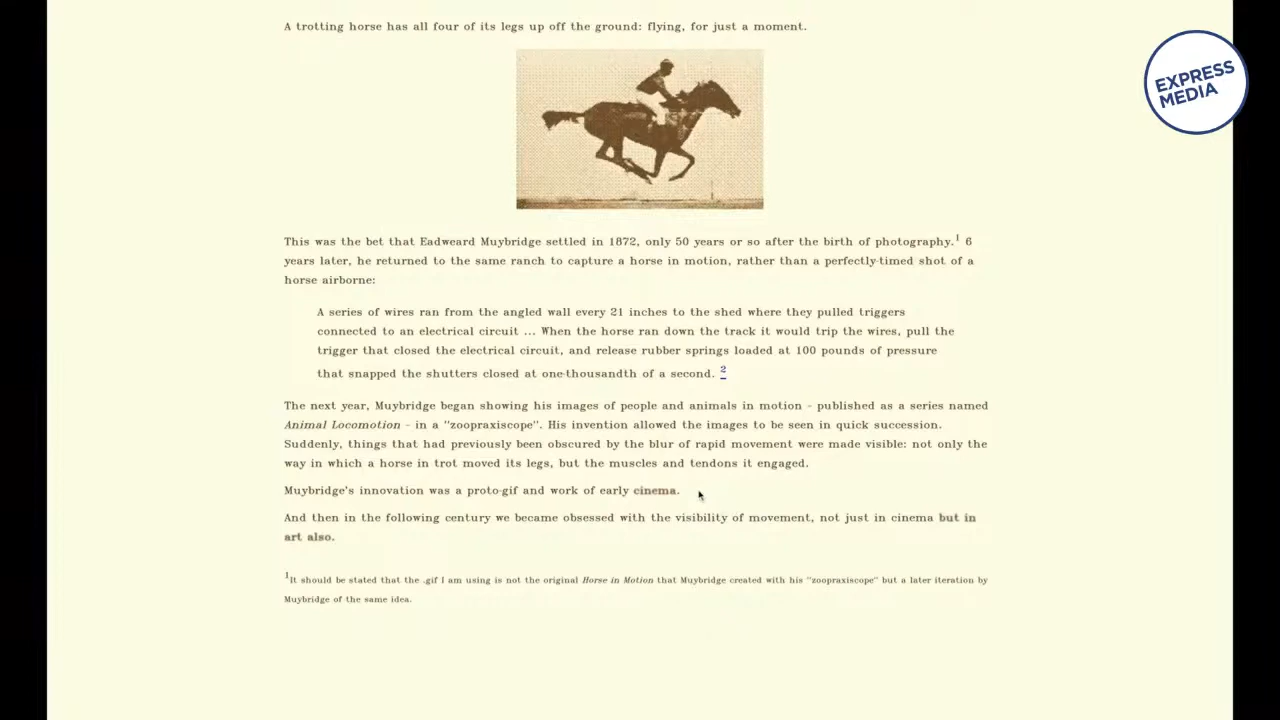 A trotting horse has all four of its legs up off the ground: flying, for just a moment.
EXPRESS
MEDIA
This was the bet that Eadweard Muybridge settled in 1872, only 50 years or so after the birth of photography.1 6
years later, he returned to the same ranch to capture a horse in motion, rather than a perfectly-timed shot of a
horse airborne:
A series of wires ran from the angled wall every 21 inches to the shed where they pulled triggers
connected to an electrical circuit ... When the horse ran down the track it would trip the wires, pull the
trigger that closed the electrical circuit, and release rubber springs loaded at 100 pounds of pressure
that snapped the shutters closed at one-thousandth of a second. 2
The next year, Muybridge began showing his images of people and animals in motion - published as a series named
Animal Locomotion - in a "zoopraxiscope". His invention allowed the images to be seen in quick succession.
Suddenly, things that had previously been obscured by the blur of rapid movement were made visible: not only the
way in which a horse in trot moved its legs, but the muscles and tendons it engaged.
Muybridge's innovation was a proto-gif and work of early cinema.
And then in the following century we became obsessed with the visibility of movement, not just in cinema but in
art also.
1It should be stated that the .gif I am using is not the original Horse in Motion that Muybridge created with his "zoopraxiscope" but a later iteration by
Muybridge of the same idea.